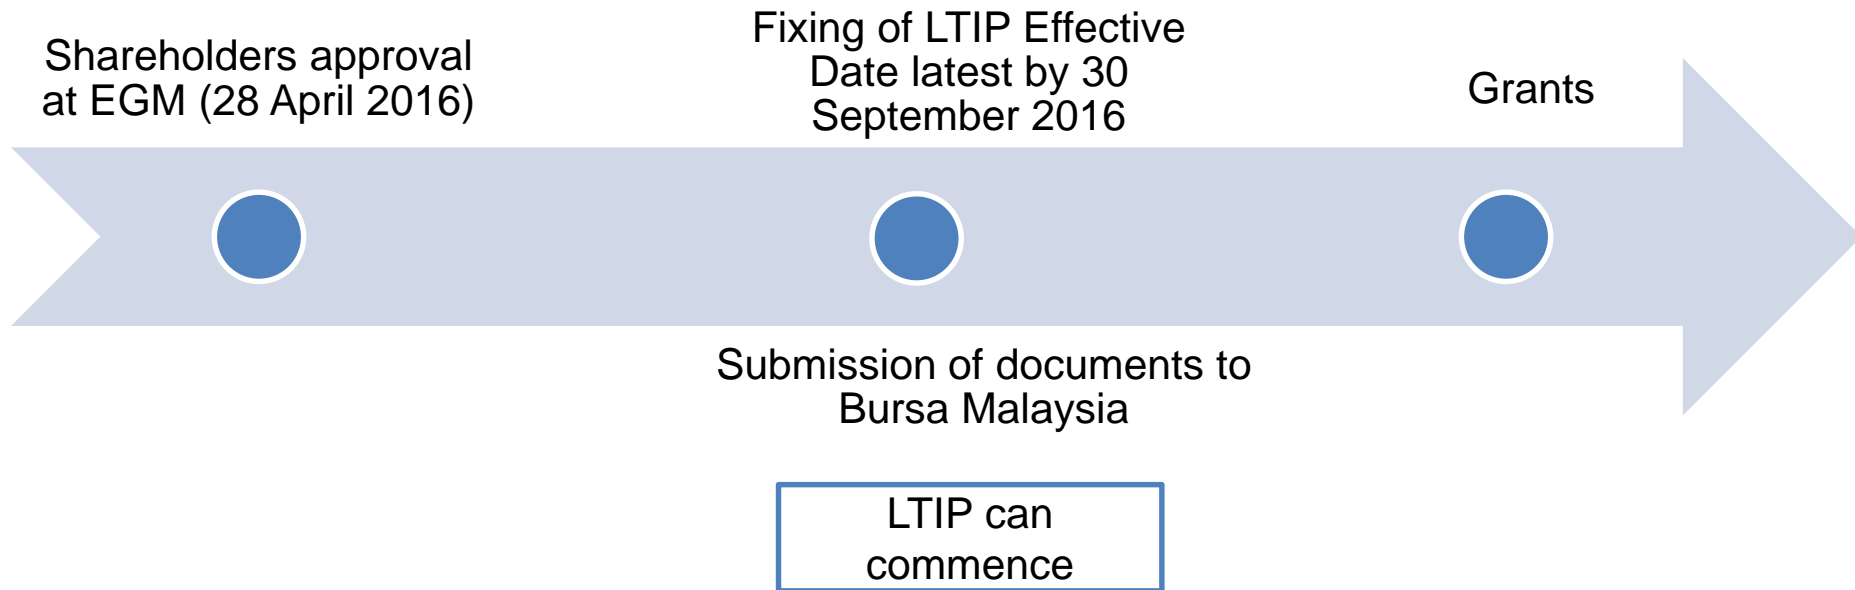 Shareholders approval
at EGM (28 April 2016)
Fixing of LTIP Effective
Date latest by 30
September 2016
Grants
Submission of documents to
Bursa Malaysia
LTIP can
commence